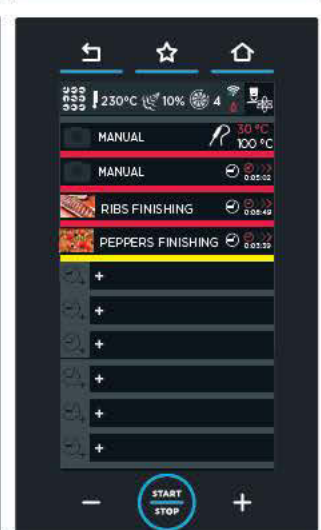 230°C 10% 4
MANUAL 30 °C
100 °C
MANUAL 0:05:02
RIBS FINISHING 0:08:49
PEPPERS FINISHING 0:03:39
+
+
+
+
+
+
− START STOP +